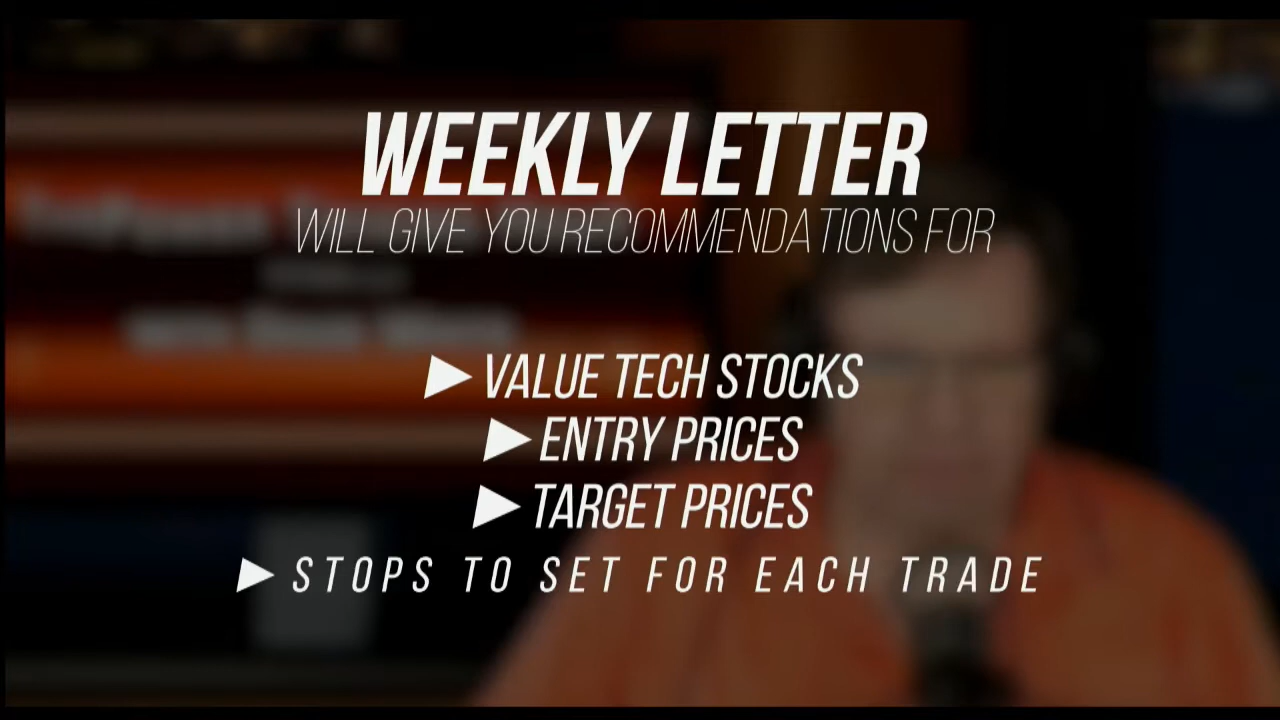 WEEKLY LETTER
WILL GIVE YOU RECOMMENDATIONS FOR
▶ VALUE TECH STOCKS
▶ ENTRY PRICES
▶ TARGET PRICES
▶ STOPS TO SET FOR EACH TRADE